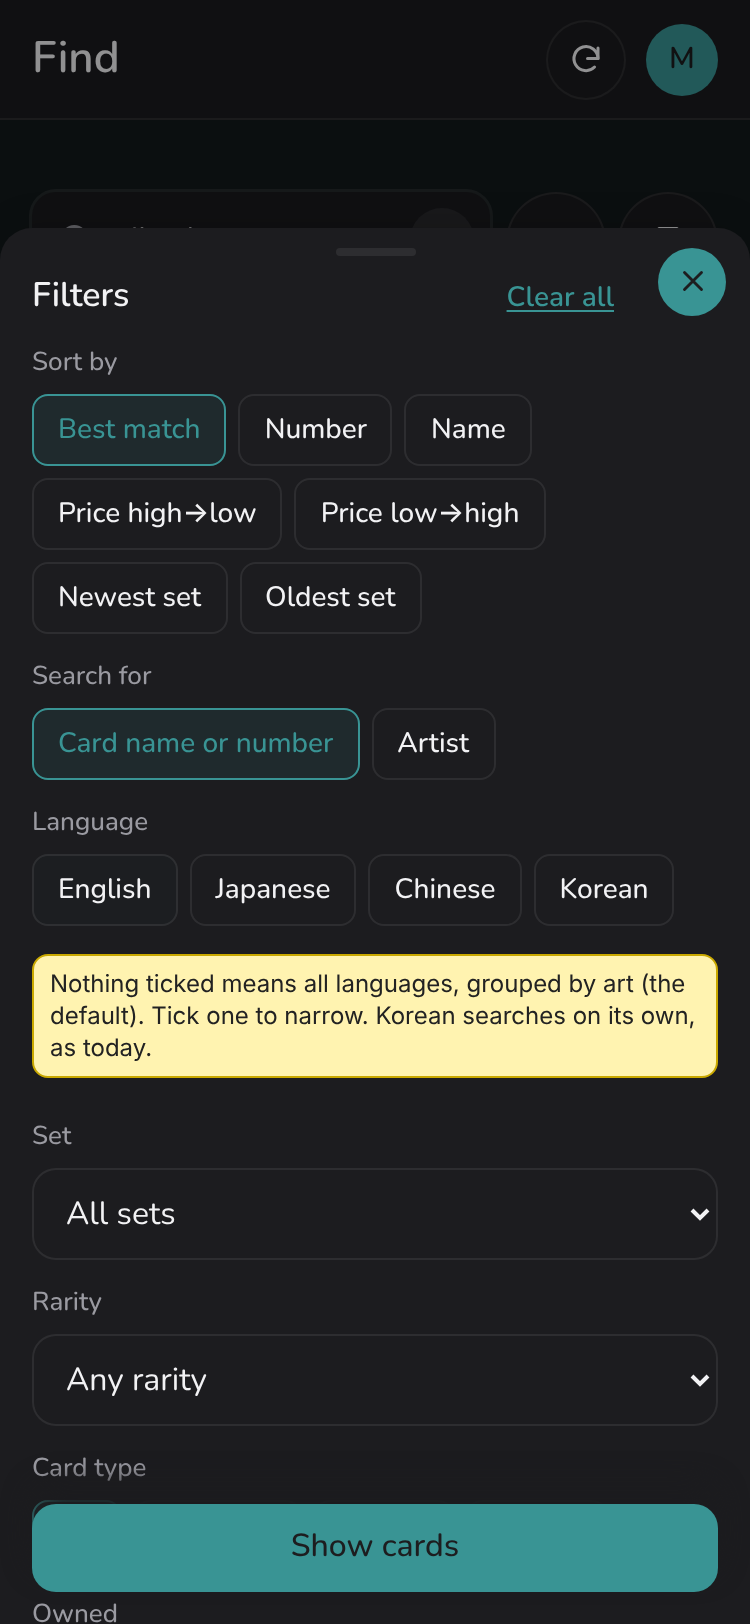 Find
M
Filters
Clear all
Sort by
Best match
Number
Name
Price high→low
Price low→high
Newest set
Oldest set
Search for
Card name or number
Artist
Language
English
Japanese
Chinese
Korean
Nothing ticked means all languages, grouped by art (the
default). Tick one to narrow. Korean searches on its own,
as today.
Set
All sets
Rarity
Any rarity
Card type
Show cards
Owned